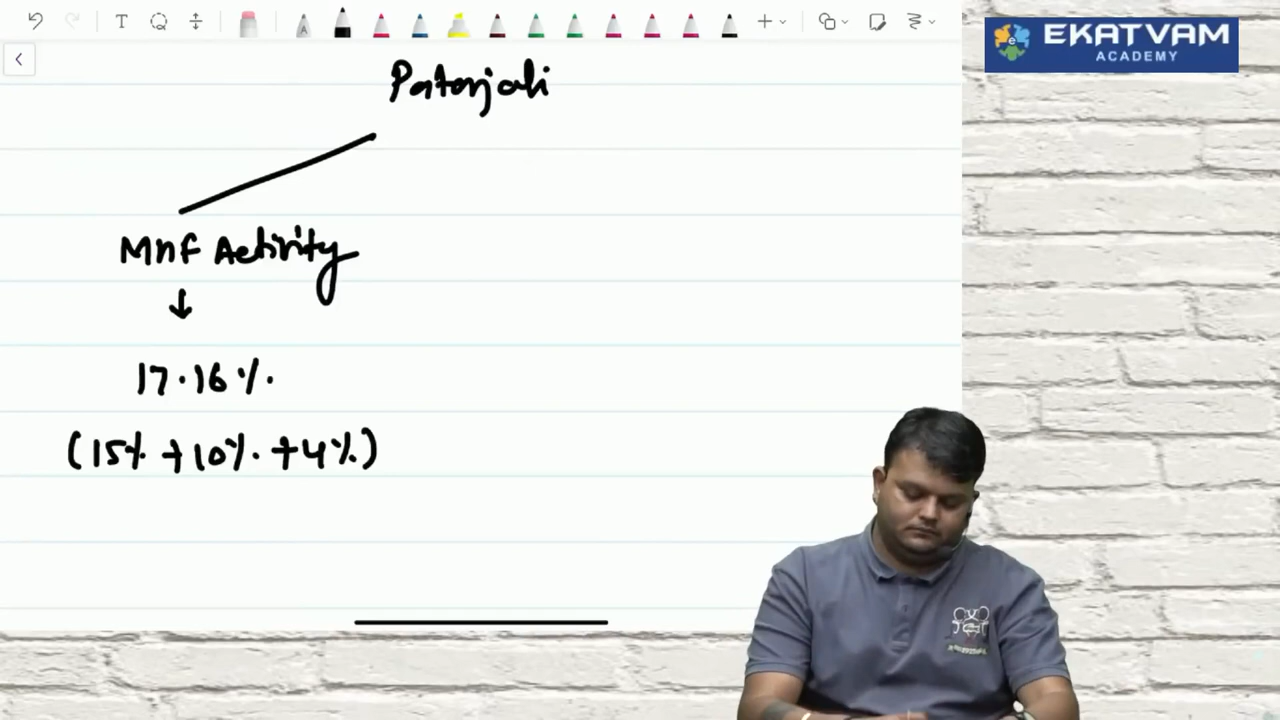 EKATVAM
ACADEMY
Patanjali
Mnf Activity
↓
17.16%.
(15% + 10%. + 4%.)